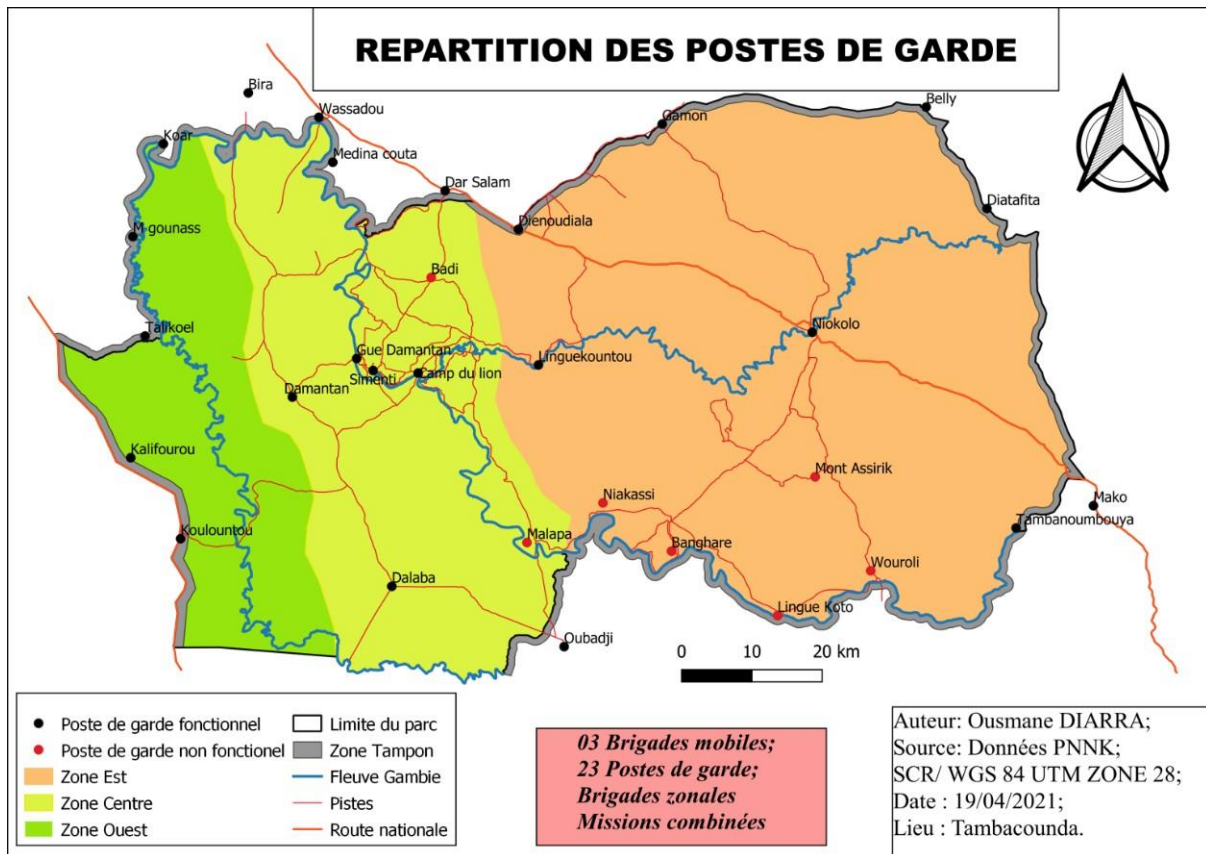 REPARTITION DES POSTES DE GARDE
Bira
Wassadou
Belly
Gamon
Koar
Medina couta
Dar Salam
Diatafita
Dienoudiala
M-gounass
Badi
Niokolo
Talikoel
Gue Damantan
Linguekountou
Simenti
Camp du lion
Damantan
Kalifourou
Mont Assirik
Niakassi
Mako
Tambanoumbouya
Koulountou
Malapa
Banghare
Wouroli
Dalaba
Lingue Koto
Oubadji
0 10 20 km
Poste de garde fonctionnel
Poste de garde non fonctionel
Zone Est
Zone Centre
Zone Ouest
Limite du parc
Zone Tampon
Fleuve Gambie
Pistes
Route nationale
03 Brigades mobiles;
23 Postes de garde;
Brigades zonales
Missions combinées
Auteur: Ousmane DIARRA;
Source: Données PNNK;
SCR/ WGS 84 UTM ZONE 28;
Date : 19/04/2021;
Lieu : Tambacounda.